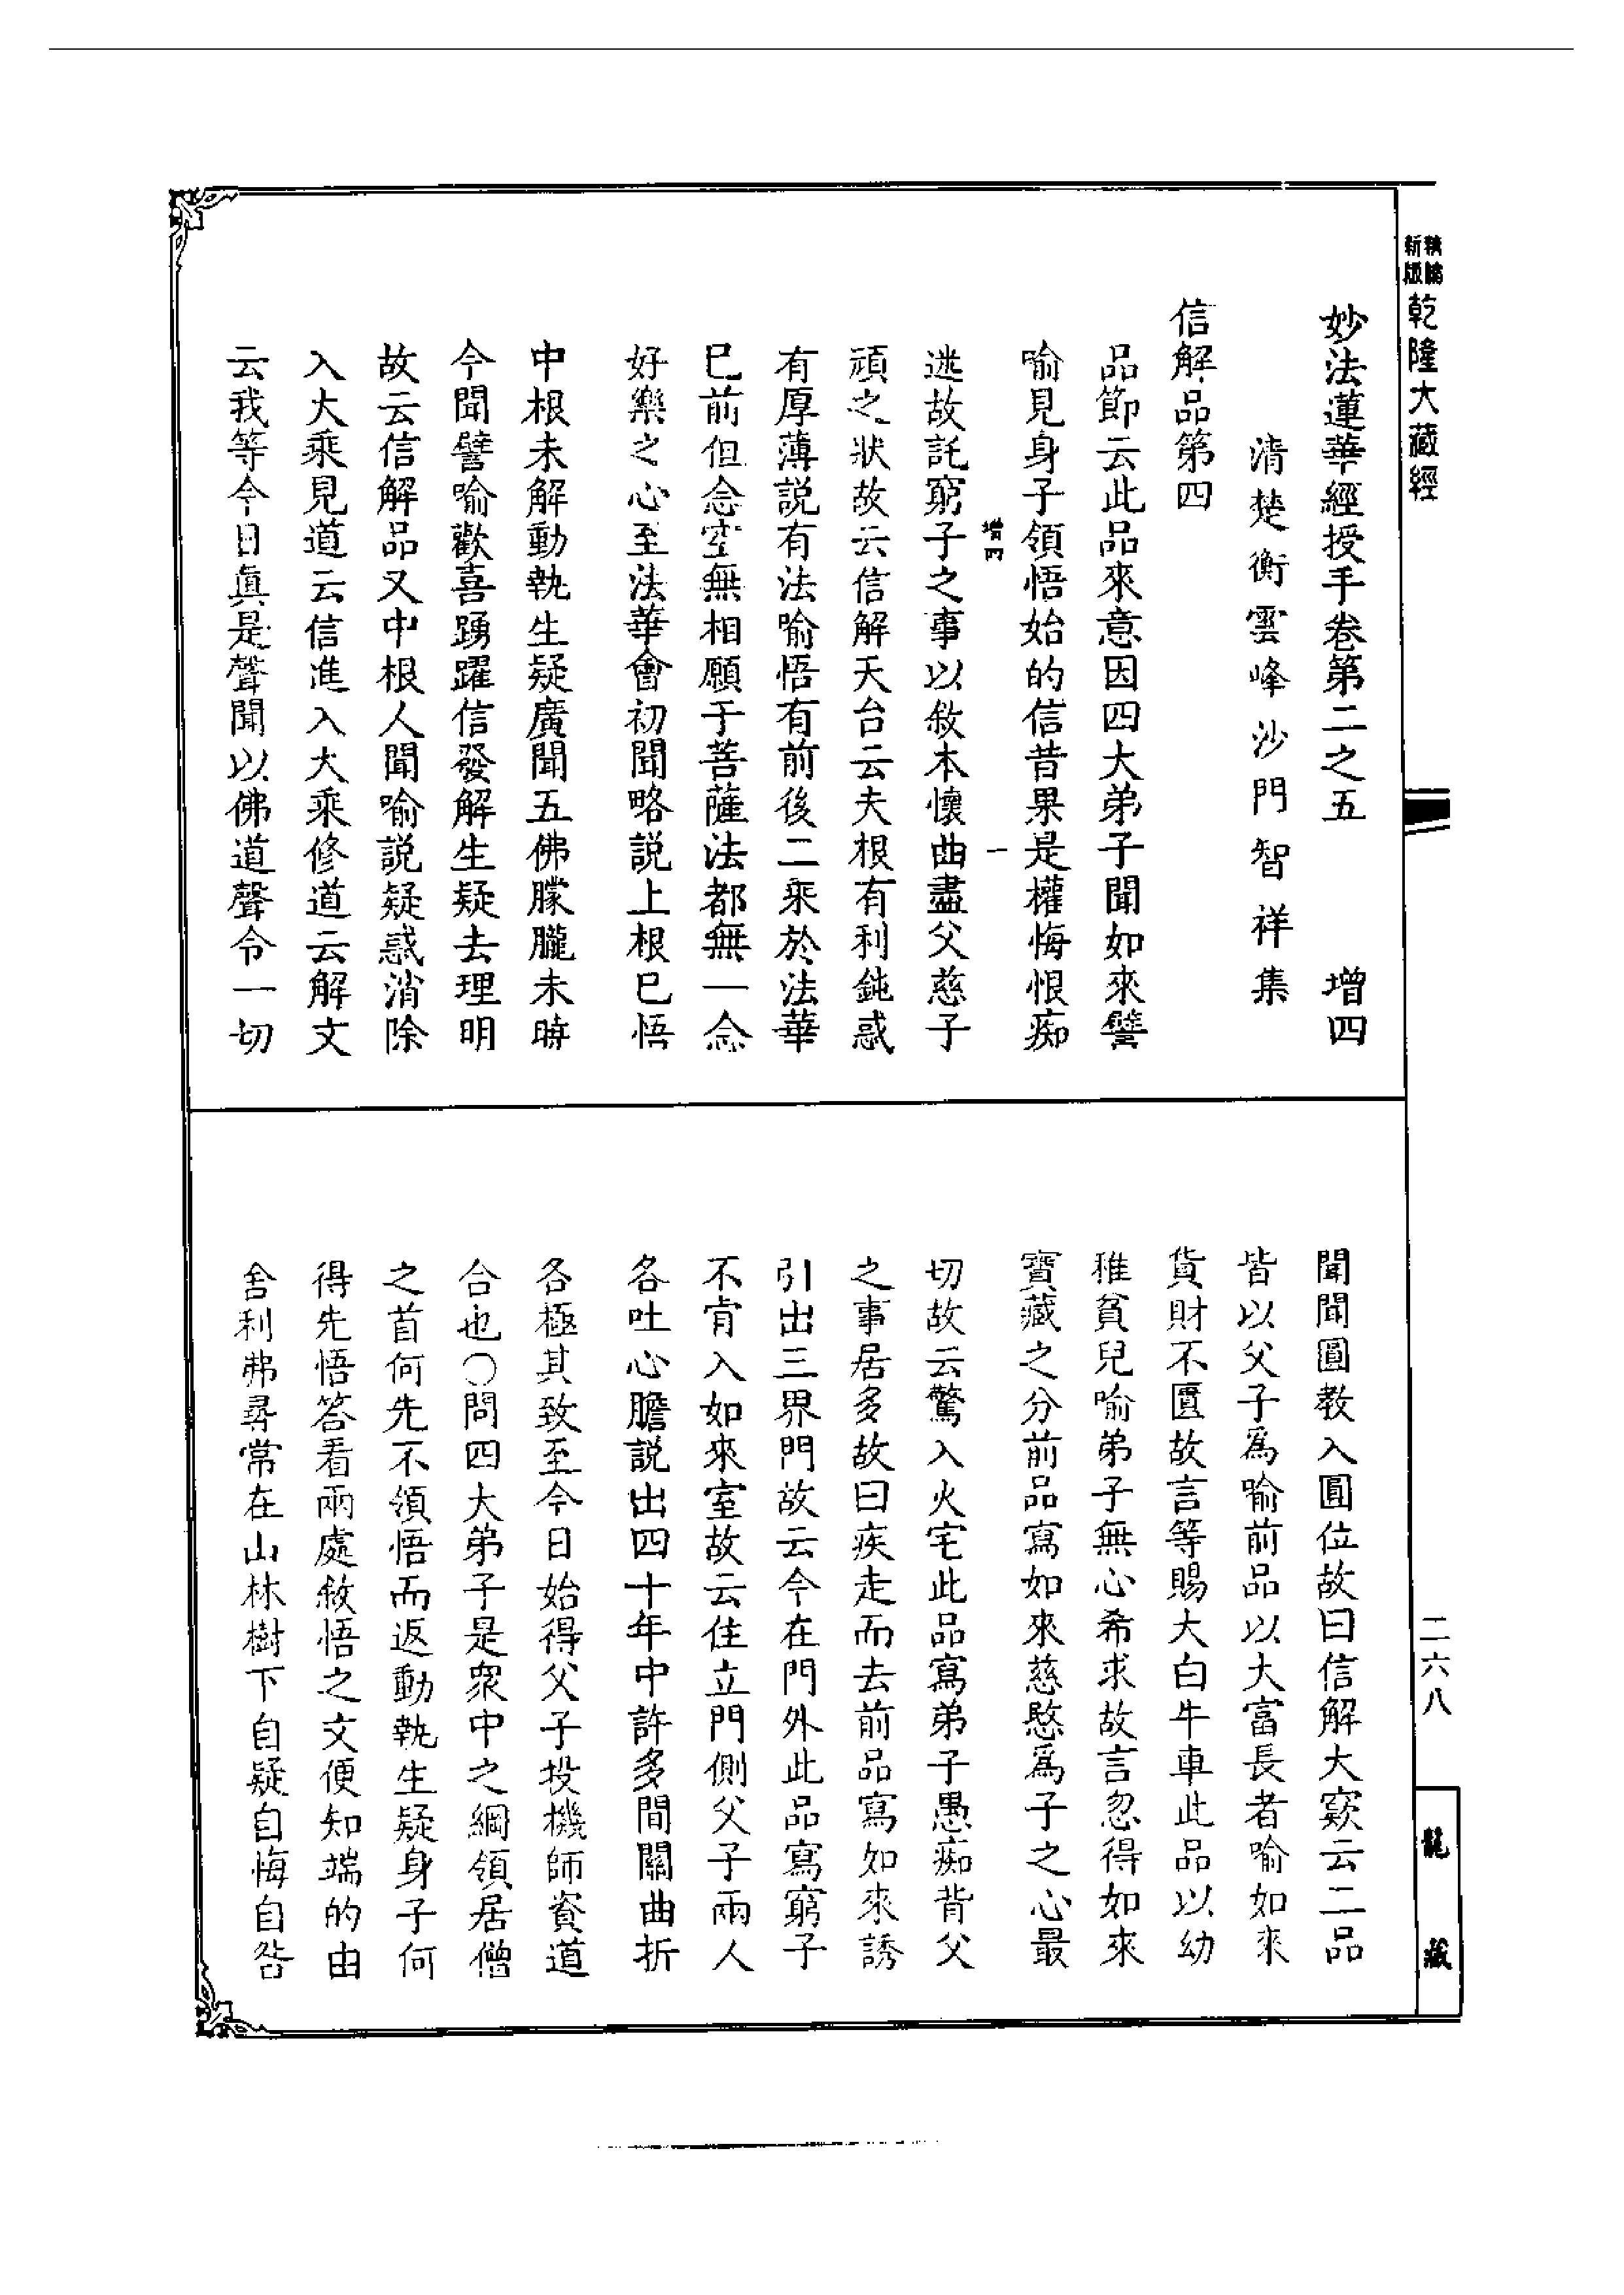 新編縮版 乾隆大藏經
妙法蓮華經授手卷第二之五 增四
清楚衡雲峰沙門智祥集
信解品第四
品節云此品來意因四大弟子聞如來譬
喻見身子領悟始的信昔果是權悔恨痴
增四 一
逃故託窮子之事以敘本懷曲盡父慈子
頑之狀故云信解天台云夫根有利鈍惑
有厚薄說有法喻悟有前後二乘於法華
巳前但念空無相願于菩薩法都無一念
好樂之心至法華會初聞略說上根巳悟
中根未解動執生疑廣聞五佛朦朧未晴
今聞譬喻歡喜踴躍信發解生疑去理明
故云信解品又中根人聞喻說疑惑消除
入大乘見道云信進入大乘修道云解文
云我等今日真是聲聞以佛道聲令一切
聞聞圓教入圓位故曰信解大窾云二品
皆以父子為喻前品以大富長者喻如來
貨財不匱故言等賜大白牛車此品以幼
稚貧兒喻弟子無心希求故言忽得如來
寶藏之分前品寫如來慈愍為子之心最
切故云驚入火宅此品寫弟子愚痴背父
之事居多故曰疾走而去前品寫如來誘
引出三界門故云今在門外此品寫窮子
不肯入如來室故云住立門側父子兩人
各吐心膽說出四十年中許多間關曲折
各極其致至今日始得父子投機師資道
合也○問四大弟子是眾中之綱領居僧
之首何先不領悟而返動執生疑身子何
得先悟答看兩處敘悟之文便知端的由
舍利弗尋常在山林樹下自疑自悔自咎
二六八
龍藏